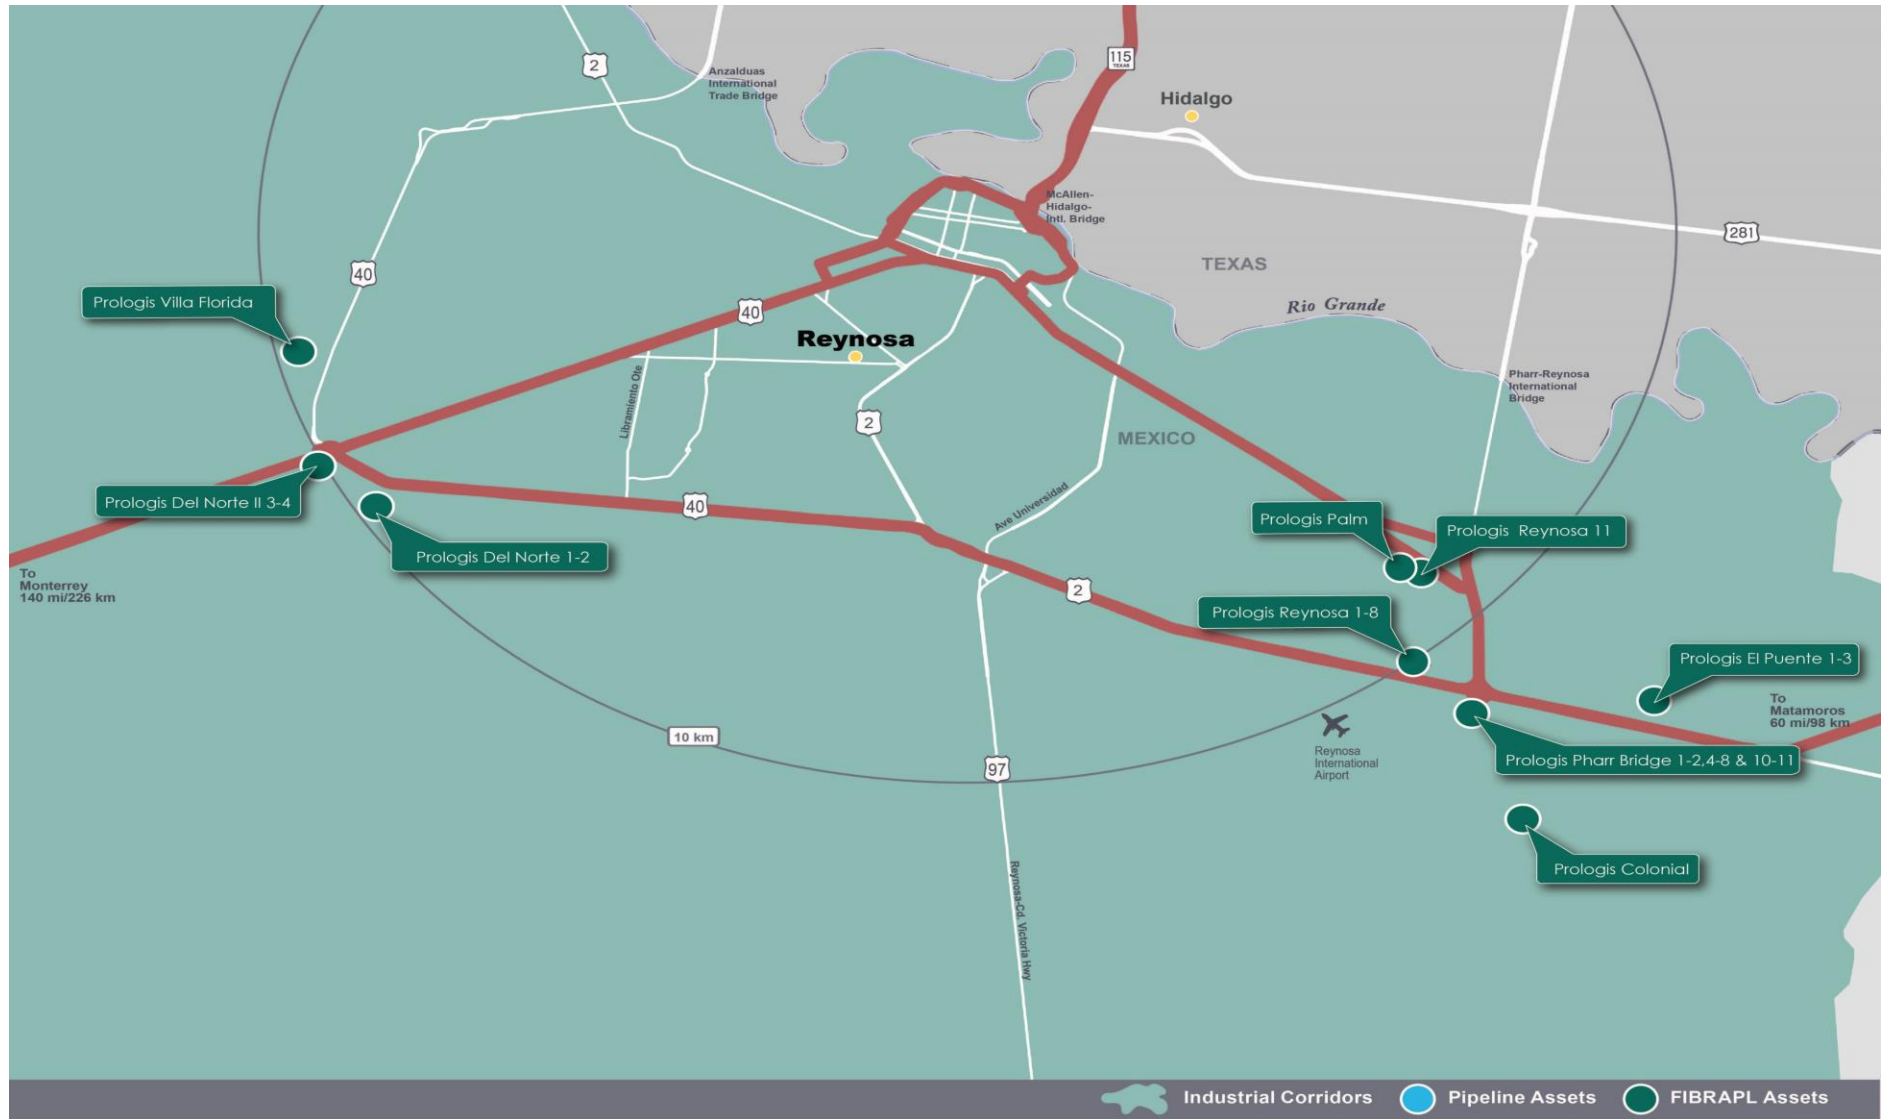 115
TEXAS
2
Anzalduas
International
Trade Bridge
Hidalgo
McAllen-
Hidalgo-
Intl. Bridge
281
TEXAS
40
Rio Grande
Prologis Villa Florida
40
Reynosa
Pharr-Reynosa
International
Bridge
Libramiento Ote
2
MEXICO
Prologis Del Norte II 3-4
40
Ave Universidad
Prologis Palm
Prologis Reynosa 11
Prologis Del Norte 1-2
To
Monterrey
140 mi/226 km
2
Prologis Reynosa 1-8
Prologis El Puente 1-3
To
Matamoros
60 mi/98 km
10 km
Reynosa
International
Airport
97
Prologis Pharr Bridge 1-2,4-8 & 10-11
Prologis Colonial
Reynosa-Cd. Victoria Hwy
Industrial Corridors
Pipeline Assets
FIBRAPL Assets